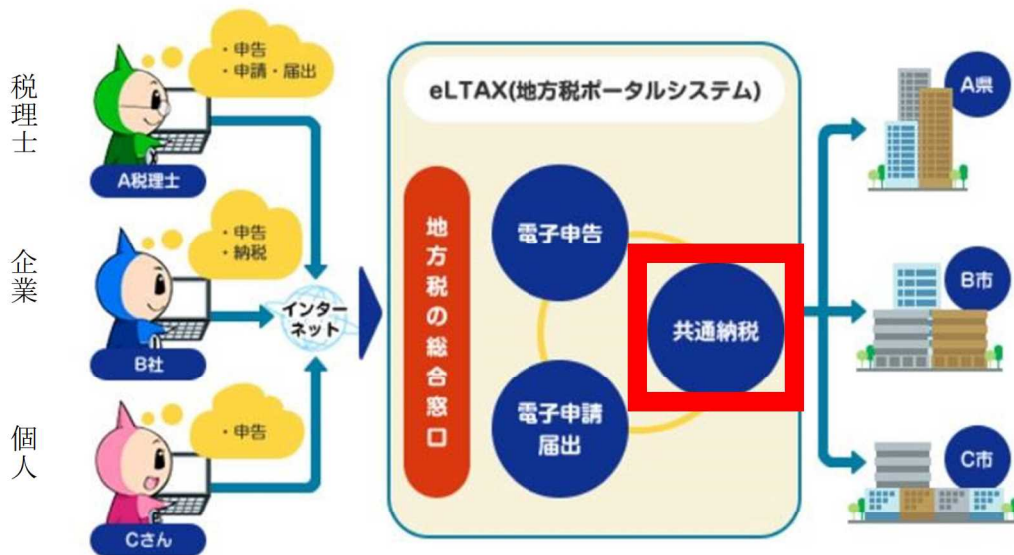 税理士
・申告
・申請・届出
A税理士
企業
・申告
・納税
B社
個人
・申告
Cさん
インター
ネット
eLTAX(地方税ポータルシステム)
地方税の総合窓口
電子申告
共通納税
電子申請
届出
A県
B市
C市